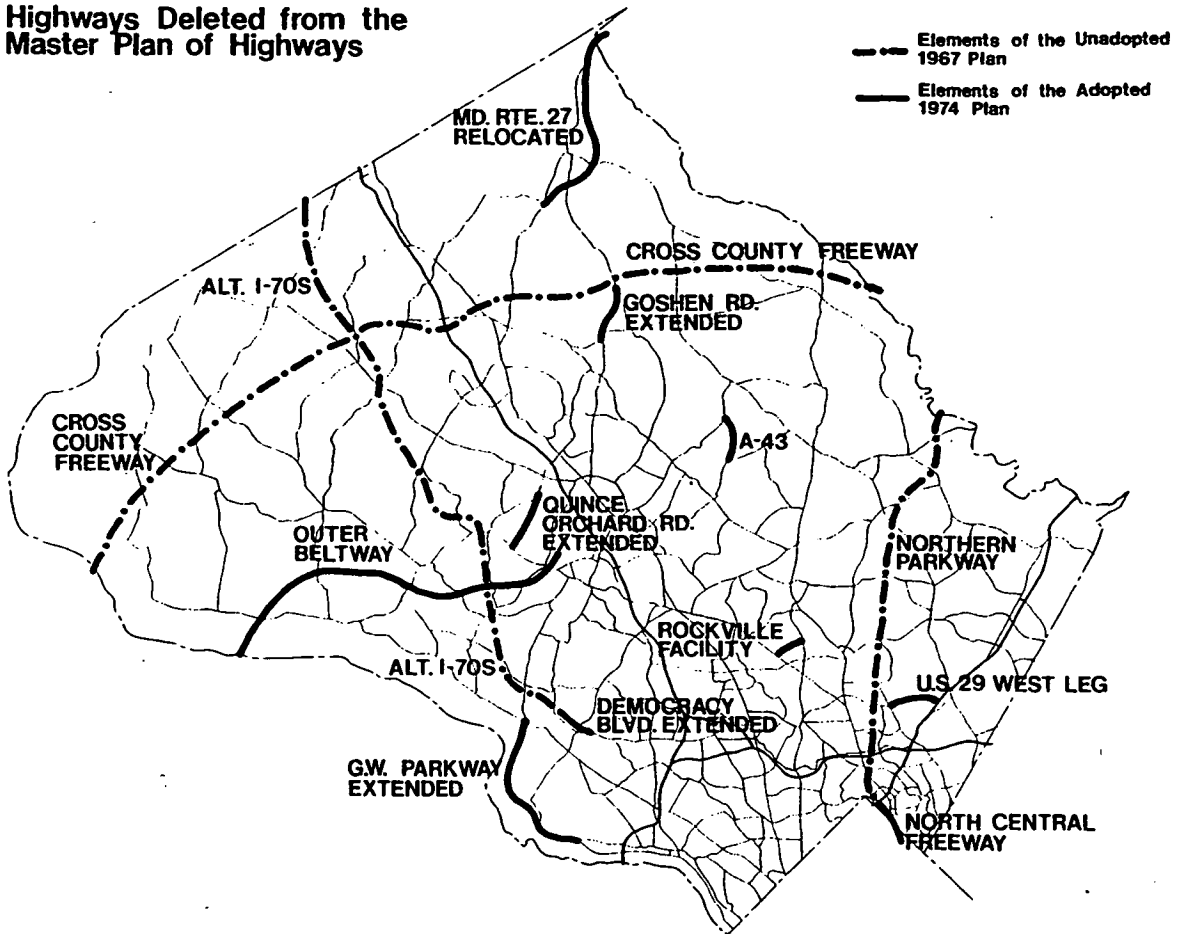 Highways Deleted from the
Master Plan of Highways
Elements of the Unadopted
1967 Plan
Elements of the Adopted
1974 Plan
MD. RTE. 27
RELOCATED
CROSS COUNTY FREEWAY
ALT. I-70S
GOSHEN RD.
EXTENDED
CROSS
COUNTY
FREEWAY
A-43
QUINCE
ORCHARD RD.
EXTENDED
OUTER
BELTWAY
NORTHERN
PARKWAY
ROCKVILLE
FACILITY
ALT. I-70S
U.S. 29 WEST LEG
DEMOCRACY
BLVD. EXTENDED
G.W. PARKWAY
EXTENDED
NORTH CENTRAL
FREEWAY